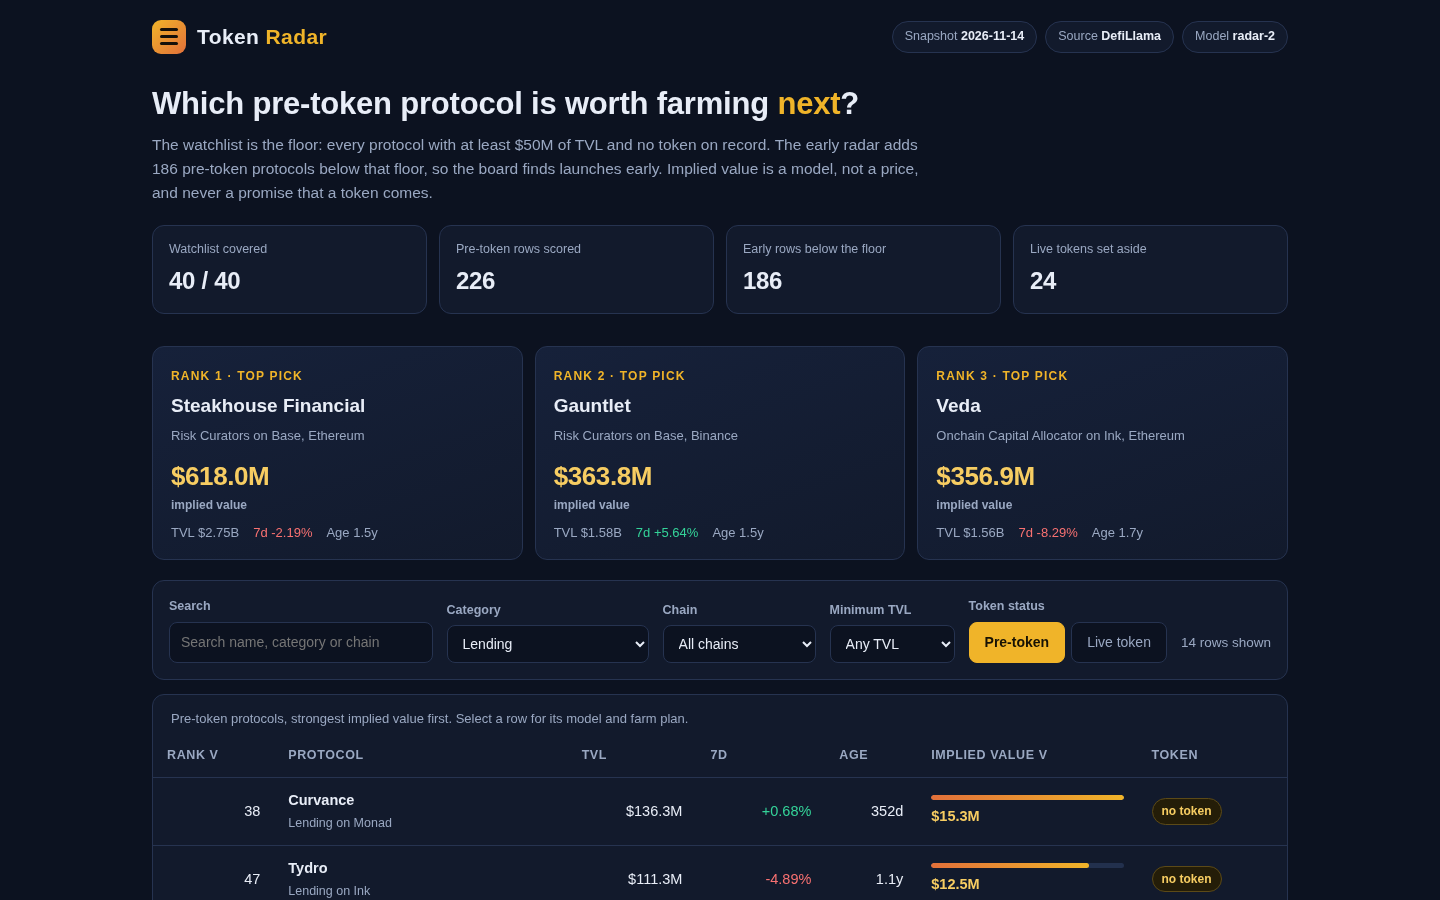 Token Radar
Snapshot 2026-11-14
Source DefiLlama
Model radar-2
Which pre-token protocol is worth farming next?
The watchlist is the floor: every protocol with at least $50M of TVL and no token on record. The early radar adds
186 pre-token protocols below that floor, so the board finds launches early. Implied value is a model, not a price,
and never a promise that a token comes.
Watchlist covered
40 / 40
Pre-token rows scored
226
Early rows below the floor
186
Live tokens set aside
24
RANK 1 · TOP PICK
Steakhouse Financial
Risk Curators on Base, Ethereum
$618.0M
implied value
TVL $2.75B 7d -2.19% Age 1.5y
RANK 2 · TOP PICK
Gauntlet
Risk Curators on Base, Binance
$363.8M
implied value
TVL $1.58B 7d +5.64% Age 1.5y
RANK 3 · TOP PICK
Veda
Onchain Capital Allocator on Ink, Ethereum
$356.9M
implied value
TVL $1.56B 7d -8.29% Age 1.7y
Search
Search name, category or chain
Category
Lending
Chain
All chains
Minimum TVL
Any TVL
Token status
Pre-token Live token
14 rows shown
Pre-token protocols, strongest implied value first. Select a row for its model and farm plan.
RANK V PROTOCOL TVL 7D AGE IMPLIED VALUE V TOKEN
38 Curvance $136.3M +0.68% 352d $15.3M no token
Lending on Monad
47 Tydro $111.3M -4.89% 1.1y $12.5M no token
Lending on Ink